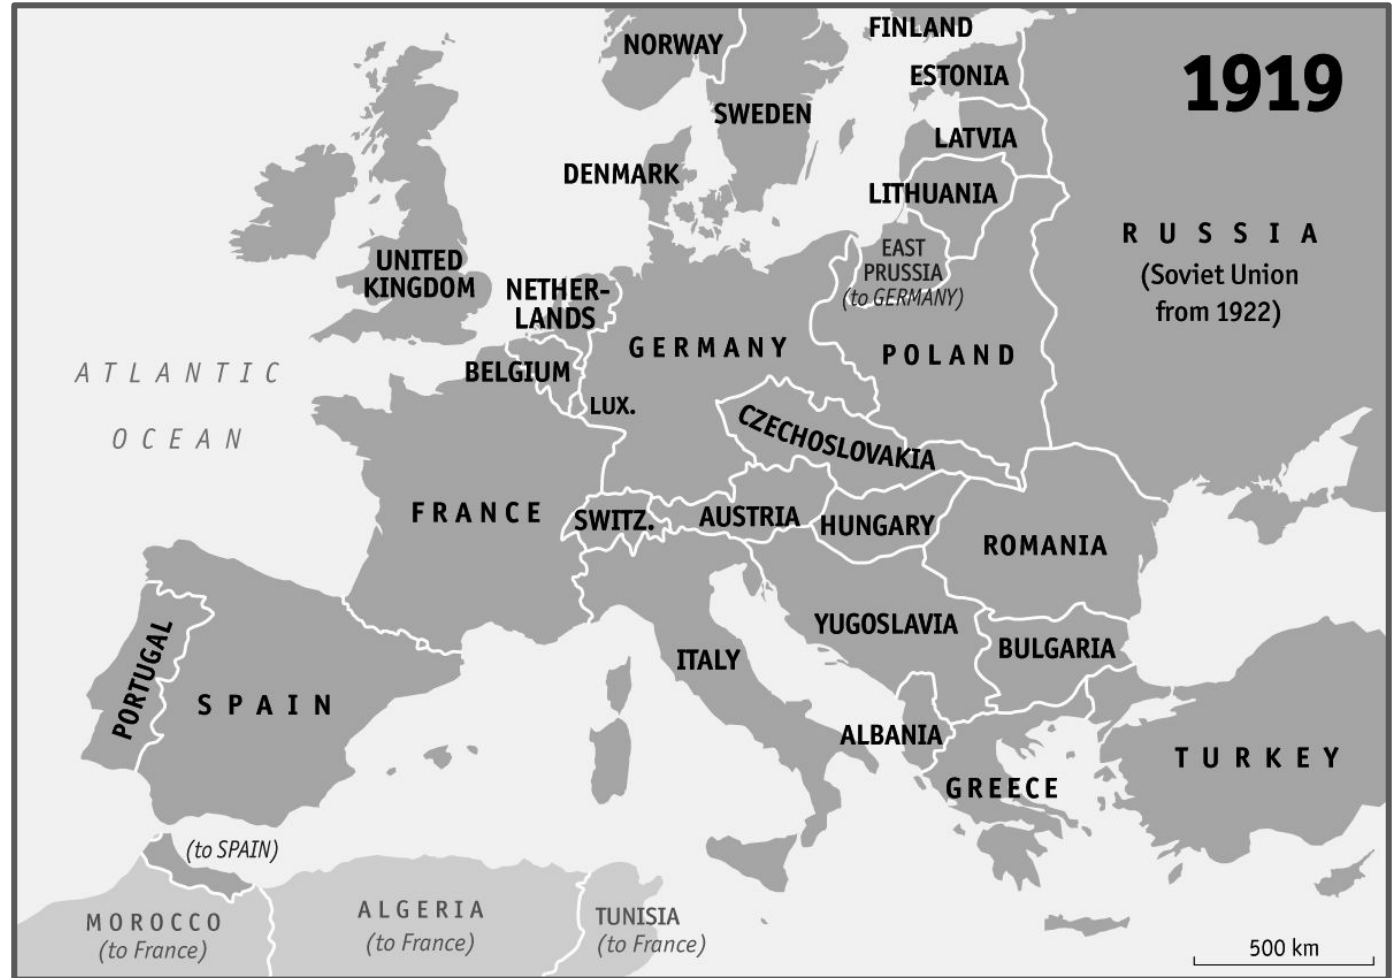 NORWAY
FINLAND
1919
ESTONIA
SWEDEN
LATVIA
DENMARK
LITHUANIA
RUSSIA
(Soviet Union
from 1922)
EAST
PRUSSIA
(to GERMANY)
UNITED
KINGDOM
NETHER-
LANDS
GERMANY
POLAND
ATLANTIC
OCEAN
BELGIUM
LUX.
CZECHOSLOVAKIA
FRANCE
SWITZ.
AUSTRIA
HUNGARY
ROMANIA
PORTUGAL
SPAIN
ITALY
YUGOSLAVIA
BULGARIA
ALBANIA
GREECE
TURKEY
(to SPAIN)
MOROCCO
(to France)
ALGERIA
(to France)
TUNISIA
(to France)
500 km